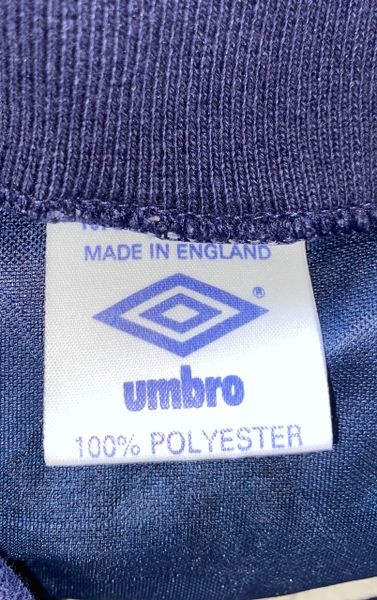 MADE IN ENGLAND
®
umbro
100% POLYESTER